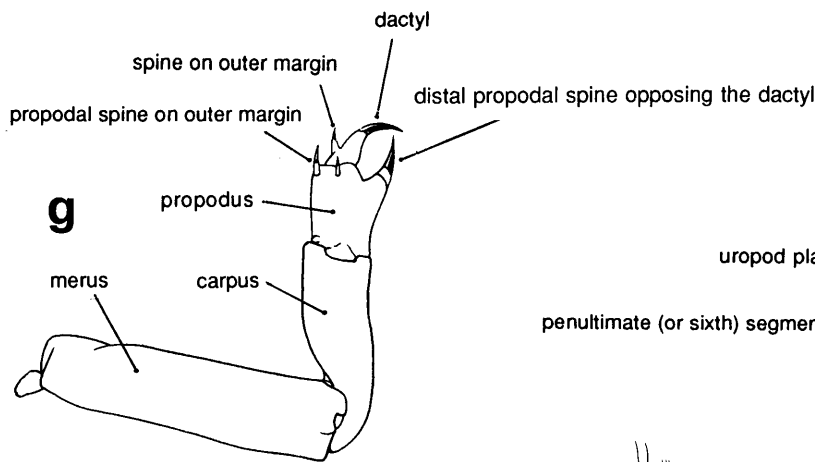 dactyl
spine on outer margin
distal propodal spine opposing the dactyl
propodal spine on outer margin
g
propodus
uropod pla
merus
carpus
penultimate (or sixth) segmen